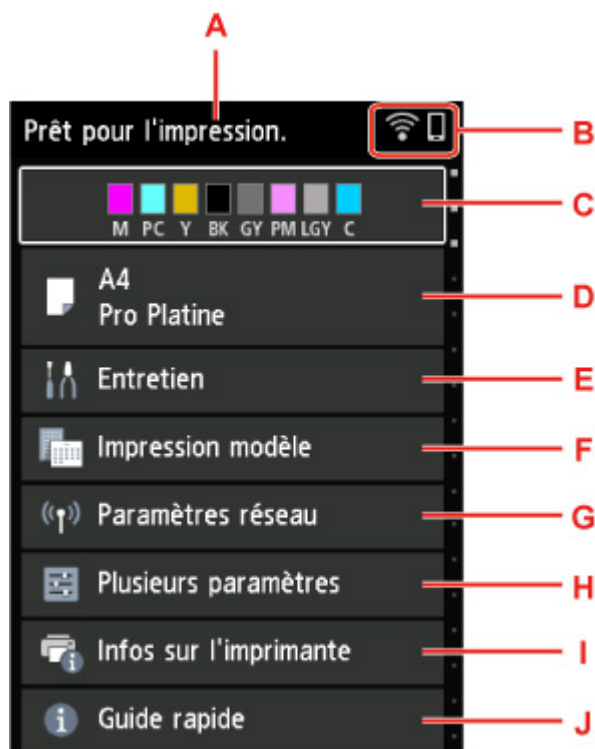 A
Prêt pour l'impression.
B
M PC Y BK GY PM LGY C
C
A4
Pro Platine
D
Entretien
E
Impression modèle
F
Paramètres réseau
G
Plusieurs paramètres
H
Infos sur l'imprimante
I
Guide rapide
J